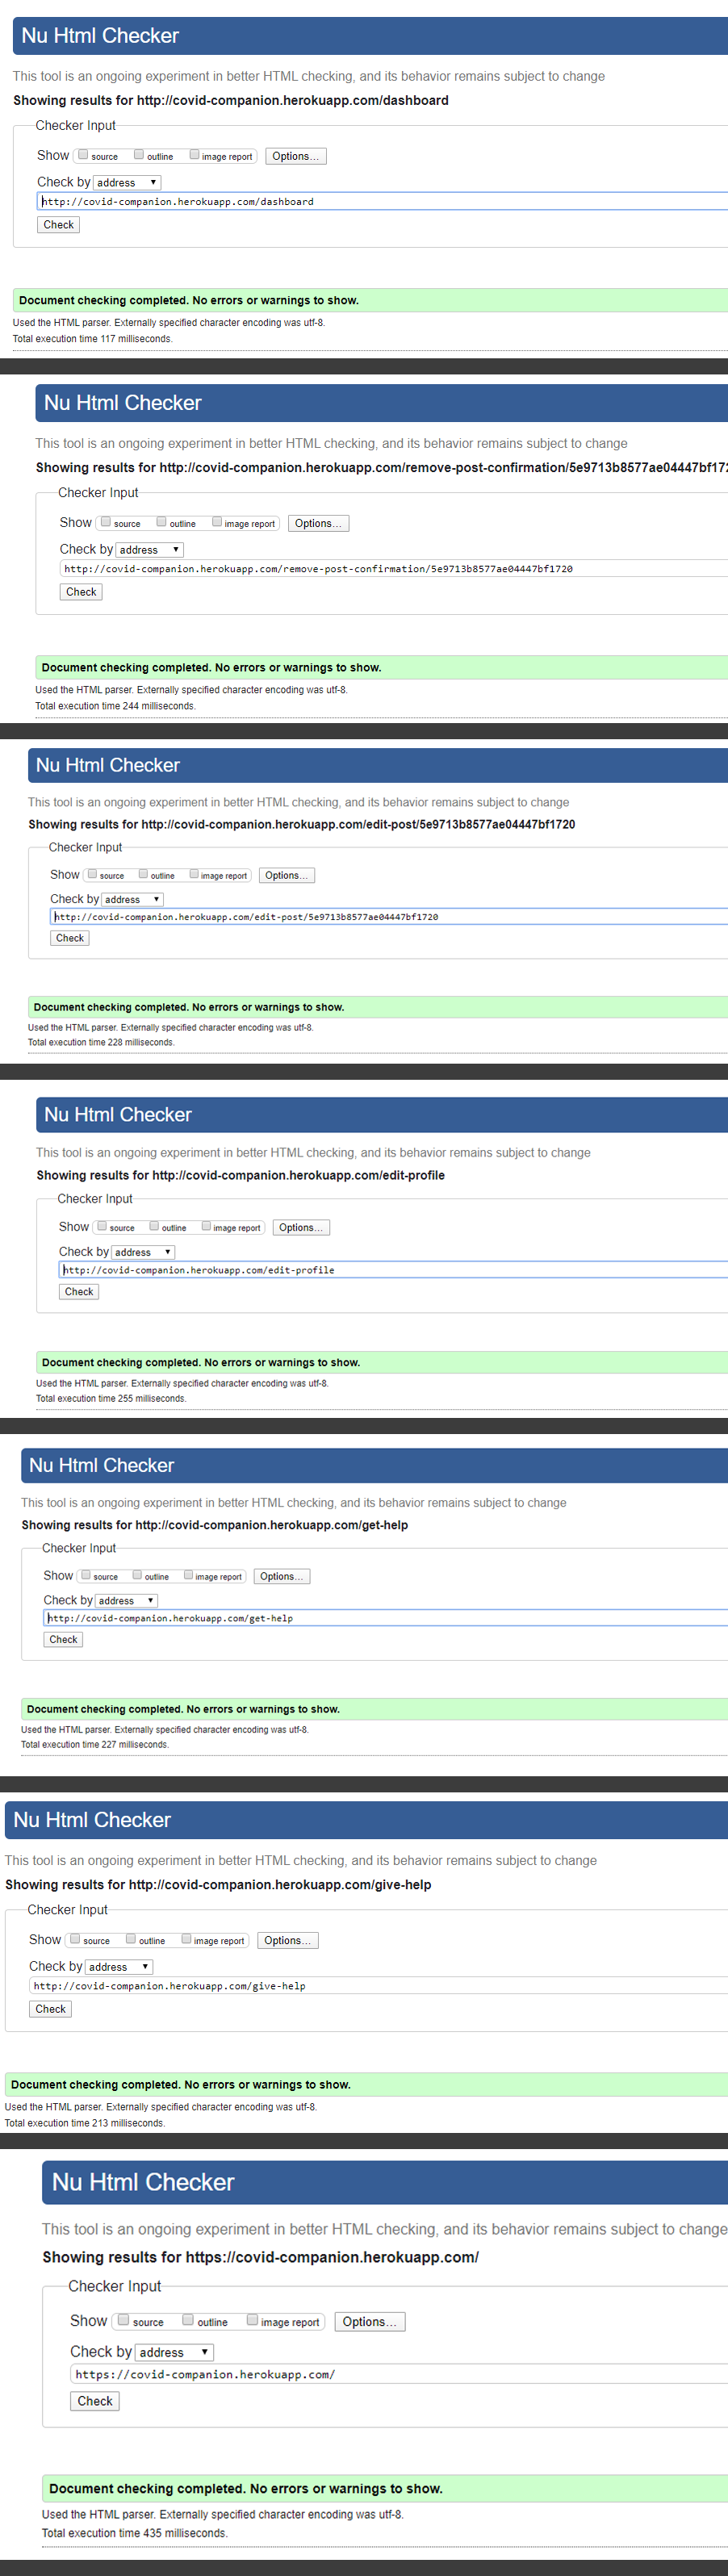 Nu Html Checker
This tool is an ongoing experiment in better HTML checking, and its behavior remains subject to change
Showing results for http://covid-companion.herokuapp.com/dashboard
Checker Input
Show source outline image report Options...
Check by address
http://covid-companion.herokuapp.com/dashboard
Check
Document checking completed. No errors or warnings to show.
Used the HTML parser. Externally specified character encoding was utf-8.
Total execution time 117 milliseconds.
Nu Html Checker
This tool is an ongoing experiment in better HTML checking, and its behavior remains subject to change
Showing results for http://covid-companion.herokuapp.com/remove-post-confirmation/5e9713b8577ae04447bf172
Checker Input
Show source outline image report Options...
Check by address
http://covid-companion.herokuapp.com/remove-post-confirmation/5e9713b8577ae04447bf1720
Check
Document checking completed. No errors or warnings to show.
Used the HTML parser. Externally specified character encoding was utf-8.
Total execution time 244 milliseconds.
Nu Html Checker
This tool is an ongoing experiment in better HTML checking, and its behavior remains subject to change
Showing results for http://covid-companion.herokuapp.com/edit-post/5e9713b8577ae04447bf1720
Checker Input
Show source outline image report Options...
Check by address
http://covid-companion.herokuapp.com/edit-post/5e9713b8577ae04447bf1720
Check
Document checking completed. No errors or warnings to show.
Used the HTML parser. Externally specified character encoding was utf-8.
Total execution time 228 milliseconds.
Nu Html Checker
This tool is an ongoing experiment in better HTML checking, and its behavior remains subject to change
Showing results for http://covid-companion.herokuapp.com/edit-profile
Checker Input
Show source outline image report Options...
Check by address
http://covid-companion.herokuapp.com/edit-profile
Check
Document checking completed. No errors or warnings to show.
Used the HTML parser. Externally specified character encoding was utf-8.
Total execution time 255 milliseconds.
Nu Html Checker
This tool is an ongoing experiment in better HTML checking, and its behavior remains subject to change
Showing results for http://covid-companion.herokuapp.com/get-help
Checker Input
Show source outline image report Options...
Check by address
http://covid-companion.herokuapp.com/get-help
Check
Document checking completed. No errors or warnings to show.
Used the HTML parser. Externally specified character encoding was utf-8.
Total execution time 227 milliseconds.
Nu Html Checker
This tool is an ongoing experiment in better HTML checking, and its behavior remains subject to change
Showing results for http://covid-companion.herokuapp.com/give-help
Checker Input
Show source outline image report Options...
Check by address
http://covid-companion.herokuapp.com/give-help
Check
Document checking completed. No errors or warnings to show.
Used the HTML parser. Externally specified character encoding was utf-8.
Total execution time 213 milliseconds.
Nu Html Checker
This tool is an ongoing experiment in better HTML checking, and its behavior remains subject to change
Showing results for https://covid-companion.herokuapp.com/
Checker Input
Show source outline image report Options...
Check by address
https://covid-companion.herokuapp.com/
Check
Document checking completed. No errors or warnings to show.
Used the HTML parser. Externally specified character encoding was utf-8.
Total execution time 435 milliseconds.